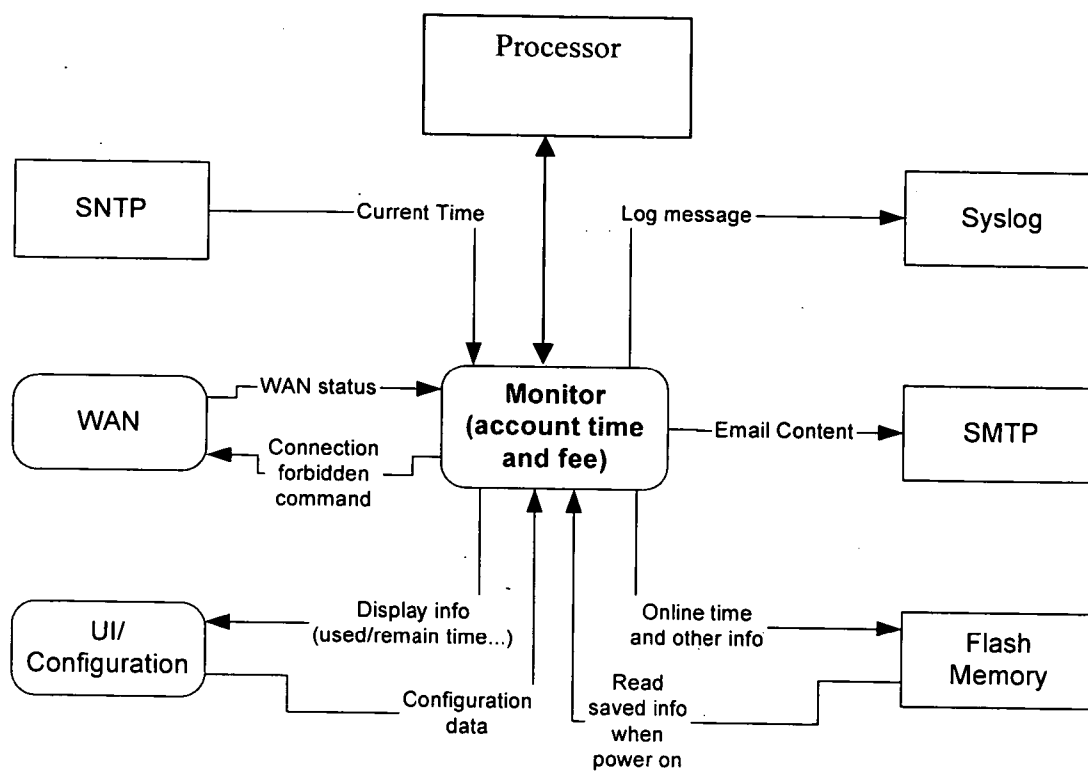 Processor
SNTP
Current Time
Log message
Syslog
WAN
WAN status
Connection
forbidden
command
Monitor
(account time
and fee)
Email Content
SMTP
UI/
Configuration
Display info
(used/remain time...)
Configuration
data
Online time
and other info
Read
saved info
when
power on
Flash
Memory